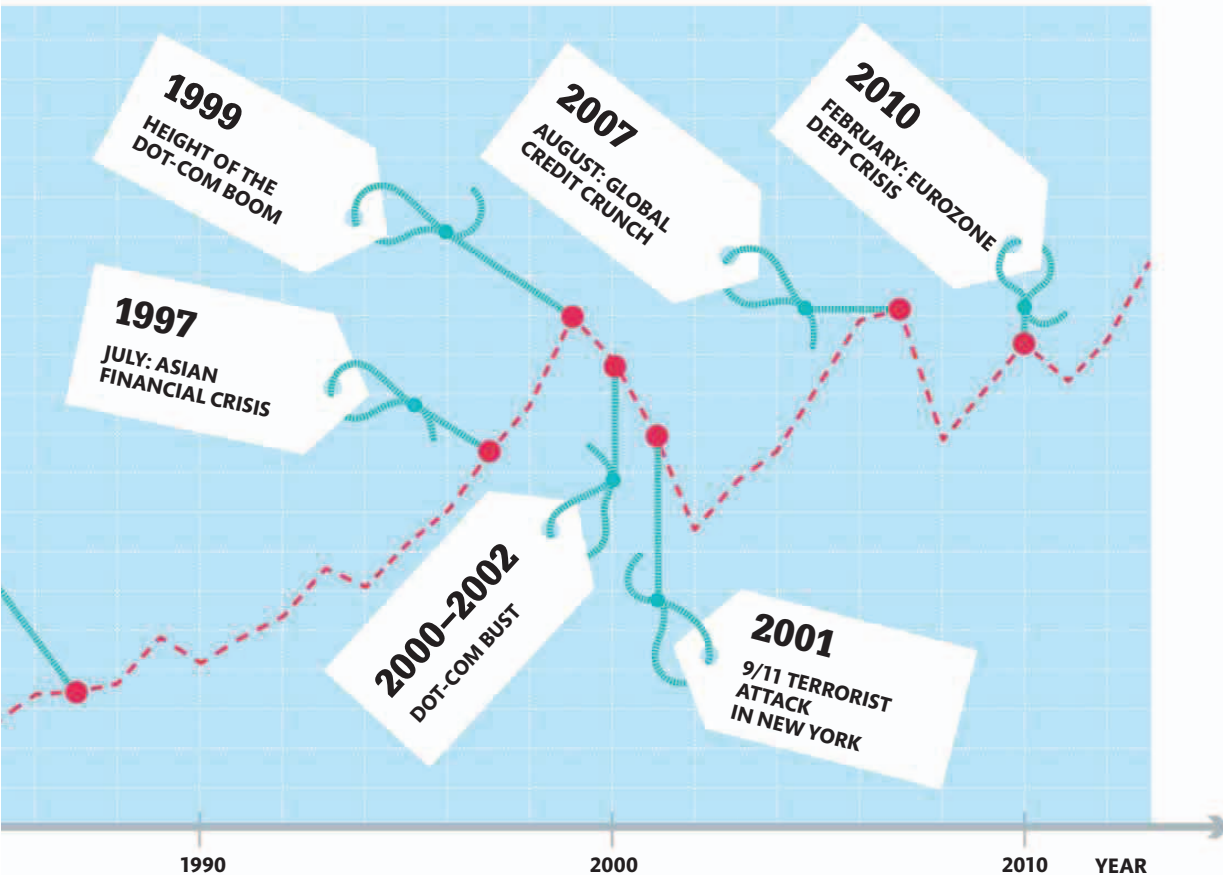 1999
HEIGHT OF THE
DOT-COM BOOM
2007
AUGUST: GLOBAL
CREDIT CRUNCH
2010
FEBRUARY: EUROZONE
DEBT CRISIS
1997
JULY: ASIAN
FINANCIAL CRISIS
2000–2002
DOT-COM BUST
2001
9/11 TERRORIST
ATTACK
IN NEW YORK
1990
2000
2010
YEAR